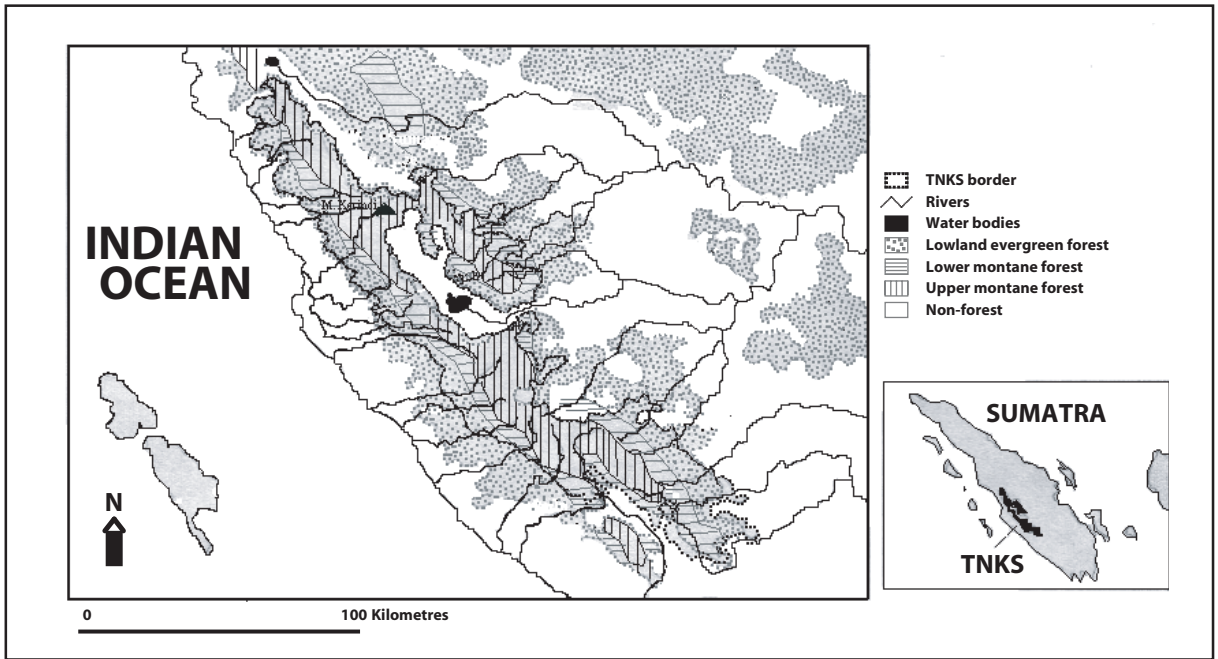 M. Kerinci
INDIAN
OCEAN
N
0 100 Kilometres
TNKS border
Rivers
Water bodies
Lowland evergreen forest
Lower montane forest
Upper montane forest
Non-forest
SUMATRA
TNKS